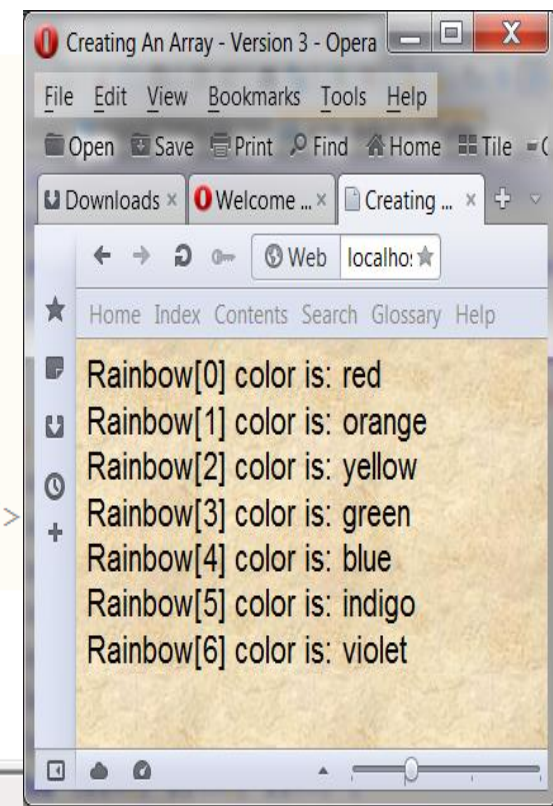 Creating An Array - Version 3 - Opera
File Edit View Bookmarks Tools Help
Open Save Print Find Home Tile
Downloads × Welcome ... × Creating ... ×
Web localho:
Home Index Contents Search Glossary Help
Rainbow[0] color is: red
Rainbow[1] color is: orange
Rainbow[2] color is: yellow
Rainbow[3] color is: green
>
Rainbow[4] color is: blue
Rainbow[5] color is: indigo
Rainbow[6] color is: violet